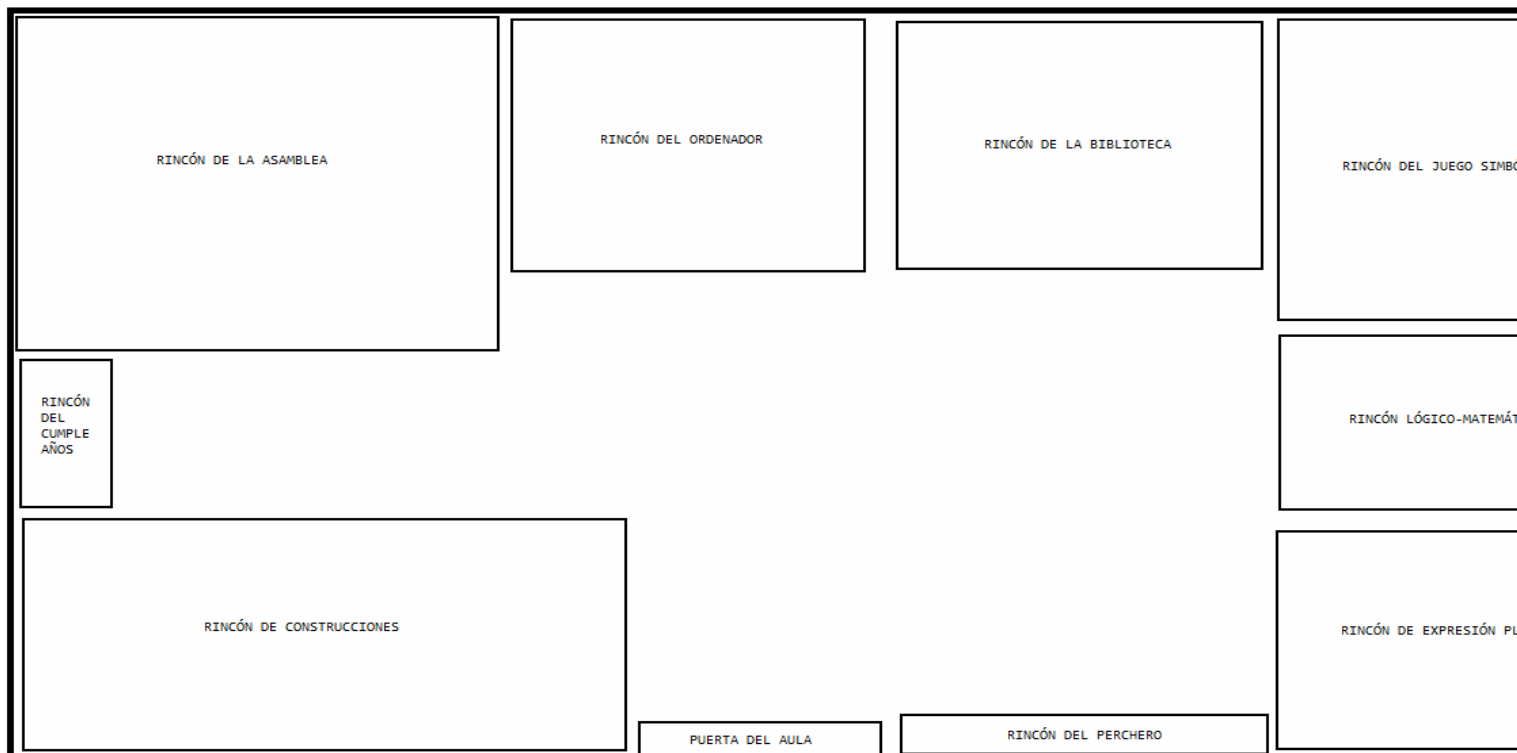 RINCÓN DE LA ASAMBLEA
RINCÓN DEL ORDENADOR
RINCÓN DE LA BIBLIOTECA
RINCÓN DEL JUEGO
RINCÓN
DEL
CUMPLE
AÑOS
RINCÓN
RINCÓN DE CONSTRUCCIONES
RINCÓN DE EXPRESIÓN
PUERTA DEL AULA
RINCÓN DEL PERCHERO